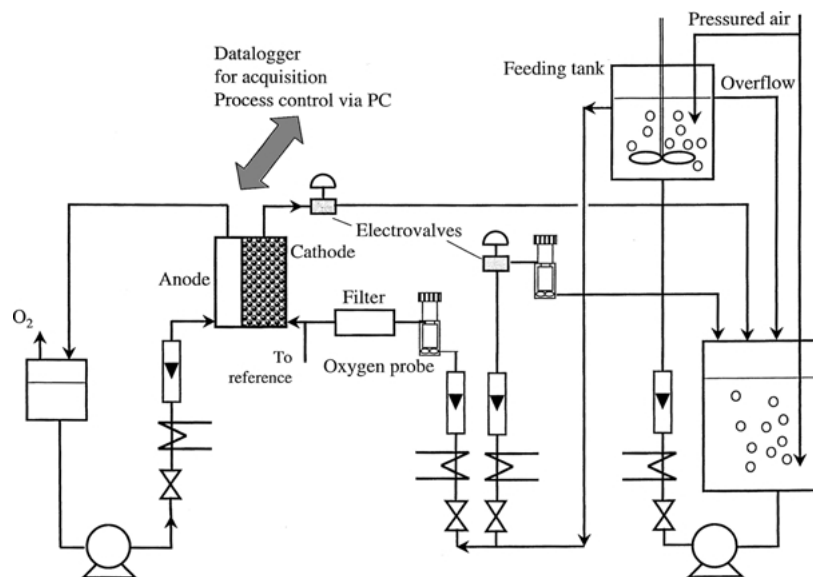 Pressured air
Datalogger
for acquisition
Process control via PC
Feeding tank
Overflow
Electrovalves
Cathode
Anode
Filter
O₂
To
reference
Oxygen probe